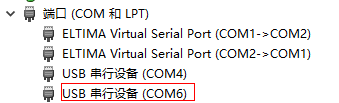 端口 (COM 和 LPT)
ELTIMA Virtual Serial Port (COM1->COM2)
ELTIMA Virtual Serial Port (COM2->COM1)
USB 串行设备 (COM4)
USB 串行设备 (COM6)